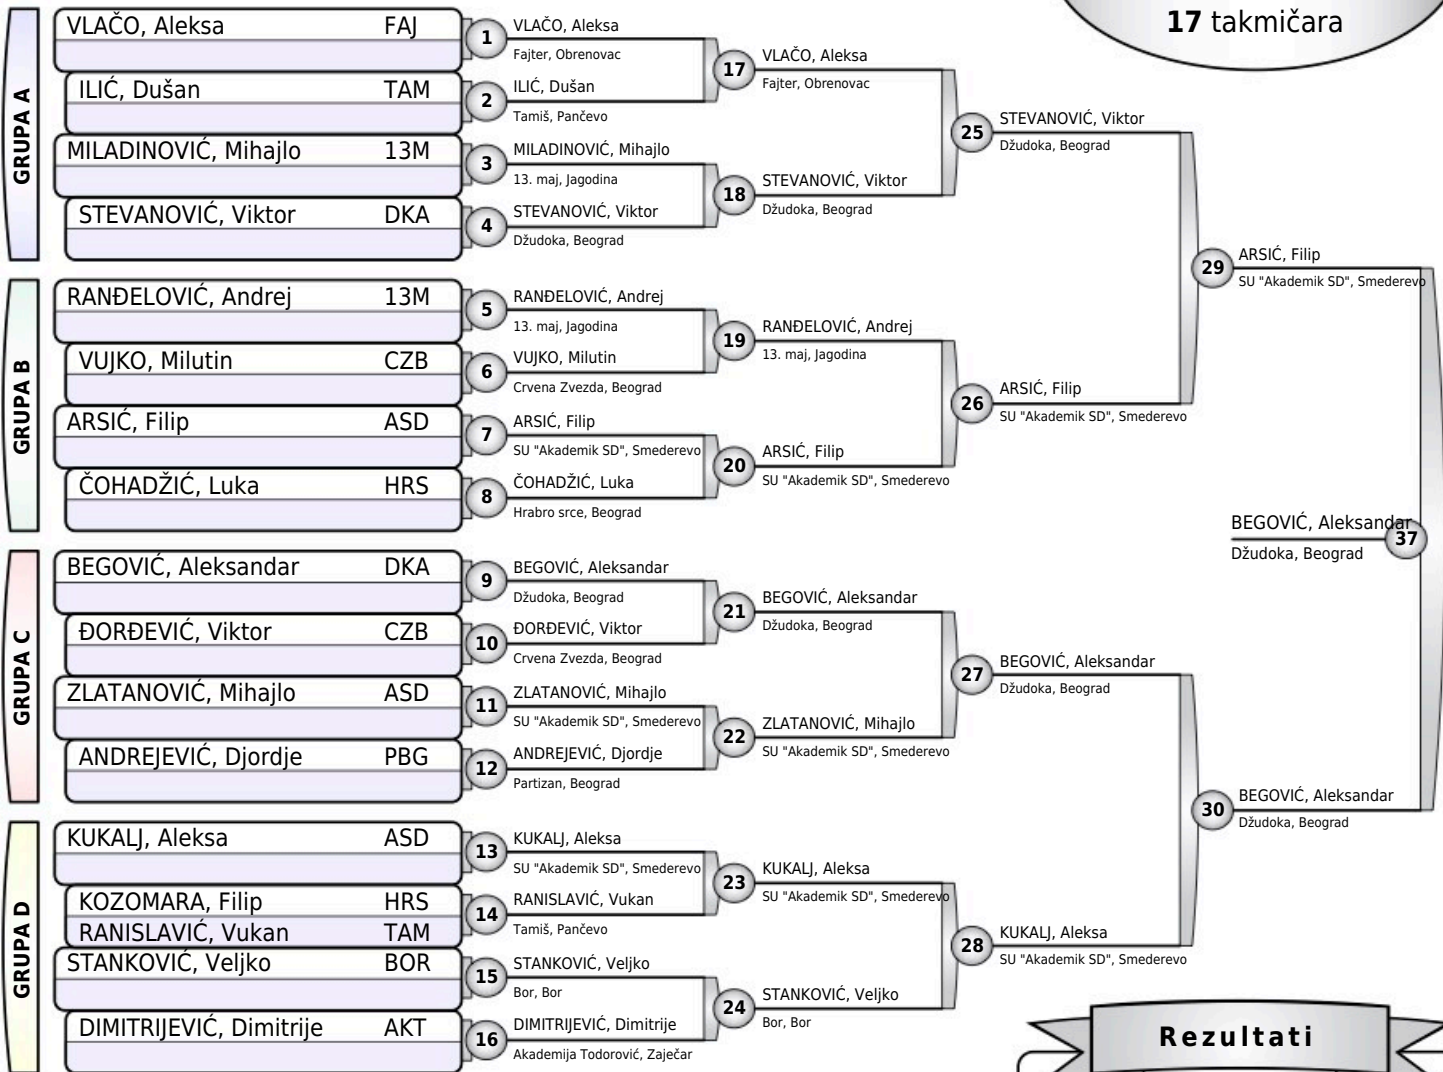 17 takmičara
GRUPA A
VLAČO, Aleksa FAJ
ILIĆ, Dušan TAM
MILADINOVIĆ, Mihajlo 13M
STEVANOVIĆ, Viktor DKA
GRUPA B
RANĐELOVIĆ, Andrej 13M
VUJKO, Milutin CZB
ARSIĆ, Filip ASD
ČOHADŽIĆ, Luka HRS
GRUPA C
BEGOVIĆ, Aleksandar DKA
ĐORĐEVIĆ, Viktor CZB
ZLATANOVIĆ, Mihajlo ASD
ANDREJEVIĆ, Djordje PBG
GRUPA D
KUKALJ, Aleksa ASD
KOZOMARA, Filip HRS
RANISLAVIĆ, Vukan TAM
STANKOVIĆ, Veljko BOR
DIMITRIJEVIĆ, Dimitrije AKT
1 VLAČO, Aleksa
Fajter, Obrenovac
2 ILIĆ, Dušan
Tamiš, Pančevo
3 MILADINOVIĆ, Mihajlo
13. maj, Jagodina
4 STEVANOVIĆ, Viktor
Džudoka, Beograd
5 RANĐELOVIĆ, Andrej
13. maj, Jagodina
6 VUJKO, Milutin
Crvena Zvezda, Beograd
7 ARSIĆ, Filip
SU "Akademik SD", Smederevo
8 ČOHADŽIĆ, Luka
Hrabro srce, Beograd
9 BEGOVIĆ, Aleksandar
Džudoka, Beograd
10 ĐORĐEVIĆ, Viktor
Crvena Zvezda, Beograd
11 ZLATANOVIĆ, Mihajlo
SU "Akademik SD", Smederevo
12 ANDREJEVIĆ, Djordje
Partizan, Beograd
13 KUKALJ, Aleksa
SU "Akademik SD", Smederevo
14 RANISLAVIĆ, Vukan
Tamiš, Pančevo
15 STANKOVIĆ, Veljko
Bor, Bor
16 DIMITRIJEVIĆ, Dimitrije
Akademija Todorović, Zaječar
17 VLAČO, Aleksa
Fajter, Obrenovac
18 STEVANOVIĆ, Viktor
Džudoka, Beograd
19 RANĐELOVIĆ, Andrej
13. maj, Jagodina
20 ARSIĆ, Filip
SU "Akademik SD", Smederevo
21 BEGOVIĆ, Aleksandar
Džudoka, Beograd
22 ZLATANOVIĆ, Mihajlo
SU "Akademik SD", Smederevo
23 KUKALJ, Aleksa
SU "Akademik SD", Smederevo
24 STANKOVIĆ, Veljko
Bor, Bor
25 STEVANOVIĆ, Viktor
Džudoka, Beograd
26 ARSIĆ, Filip
SU "Akademik SD", Smederevo
27 BEGOVIĆ, Aleksandar
Džudoka, Beograd
28 KUKALJ, Aleksa
SU "Akademik SD", Smederevo
29 ARSIĆ, Filip
SU "Akademik SD", Smederevo
30 BEGOVIĆ, Aleksandar
Džudoka, Beograd
BEGOVIĆ, Aleksandar 37
Džudoka, Beograd
Rezultati